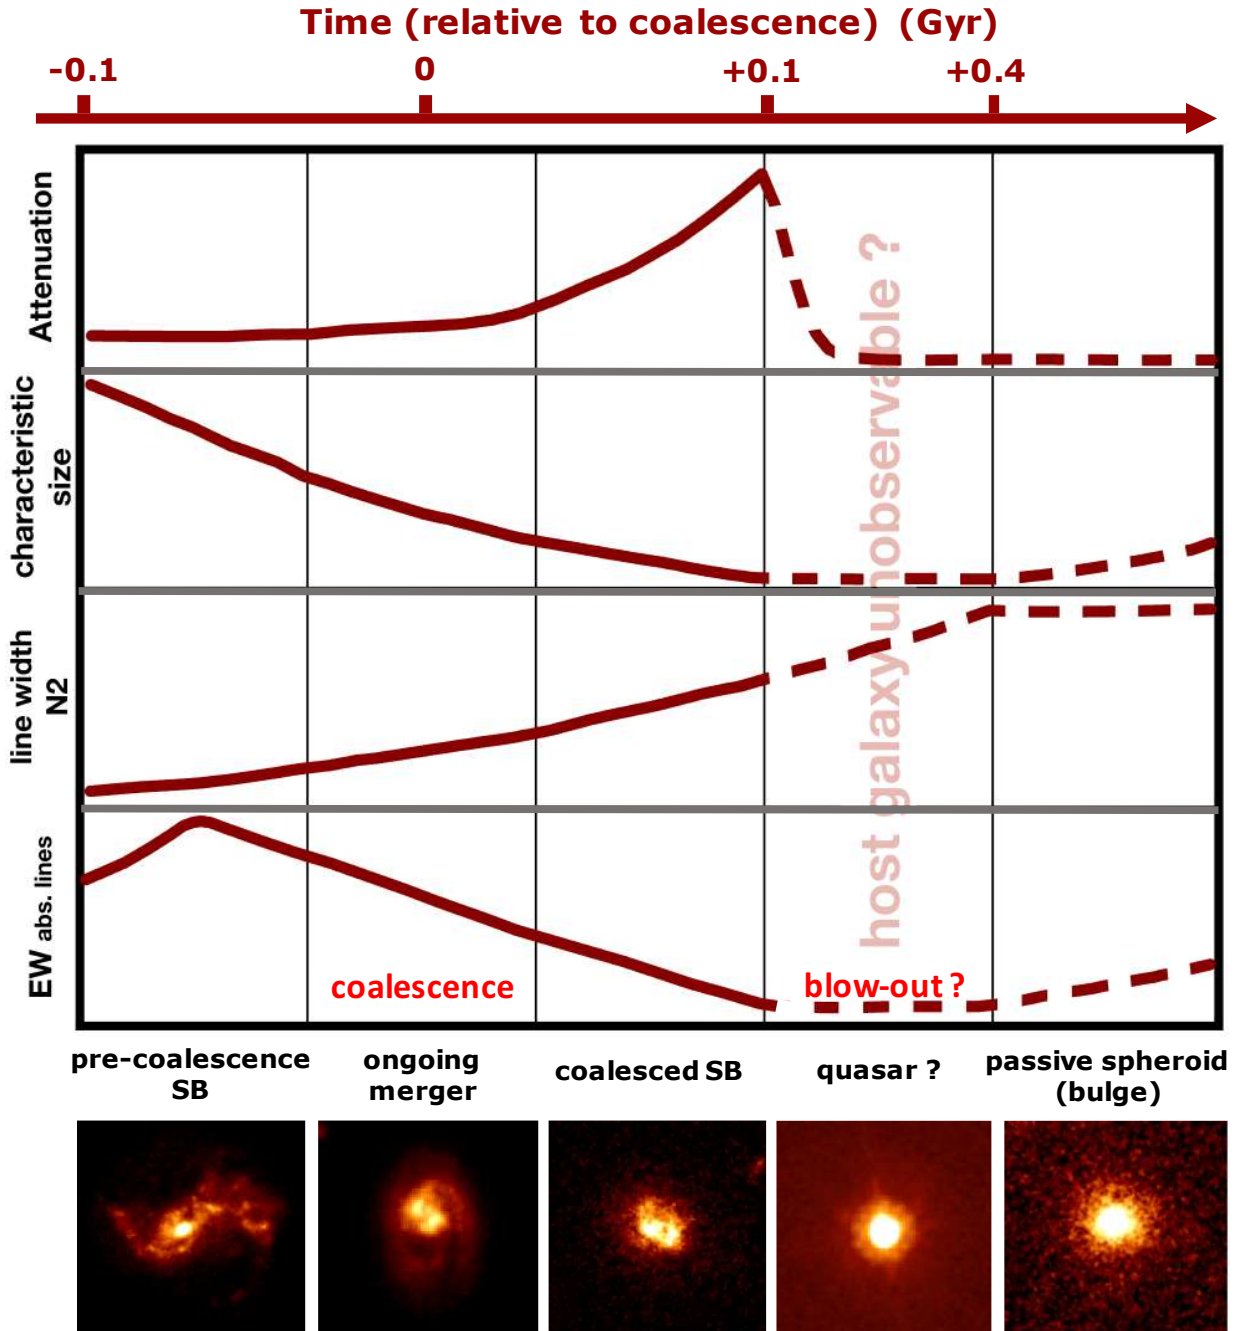 Time (relative to coalescence) (Gyr)
-0.1 0 +0.1 +0.4
Attenuation
characteristic
size
line width
N2
EW abs. lines
host galaxy unobservable ?
coalescence
blow-out ?
pre-coalescence
SB
ongoing
merger
coalesced SB
quasar ?
passive spheroid
(bulge)